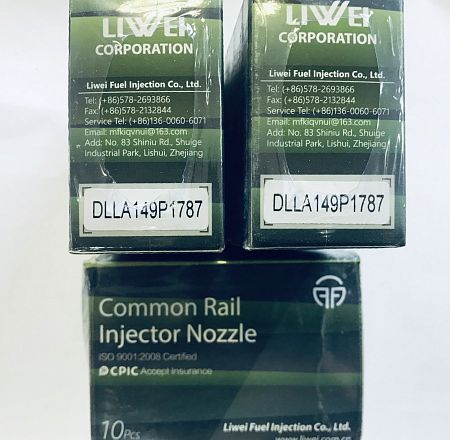 LIWEI
CORPORATION
Liwei Fuel Injection Co., Ltd.
Tel: (+86)578-2693866
Fax: (+86)578-2132844
Service Tel: (+86)136-0060-6071
Email: mfkiqvnui@163.com
Add: No. 83 Shiniu Rd., Shuige
Industrial Park, Lishui, Zhejiang
DLLA149P1787
LIWEI
CORPORATION
Liwei Fuel Injection Co., Ltd.
Tel: (+86)578-2693866
Fax: (+86)578-2132844
Service Tel: (+86)136-0060-6071
Email: mfkiqvnui@163.com
Add: No. 83 Shiniu Rd., Shuige
Industrial Park, Lishui, Zhejiang
DLLA149P1787
Common Rail
Injector Nozzle
ISO 9001:2008 Certified
CPIC Accept Insurance
10Pcs
Liwei Fuel Injection Co., Ltd.
www.liwei.com.cn